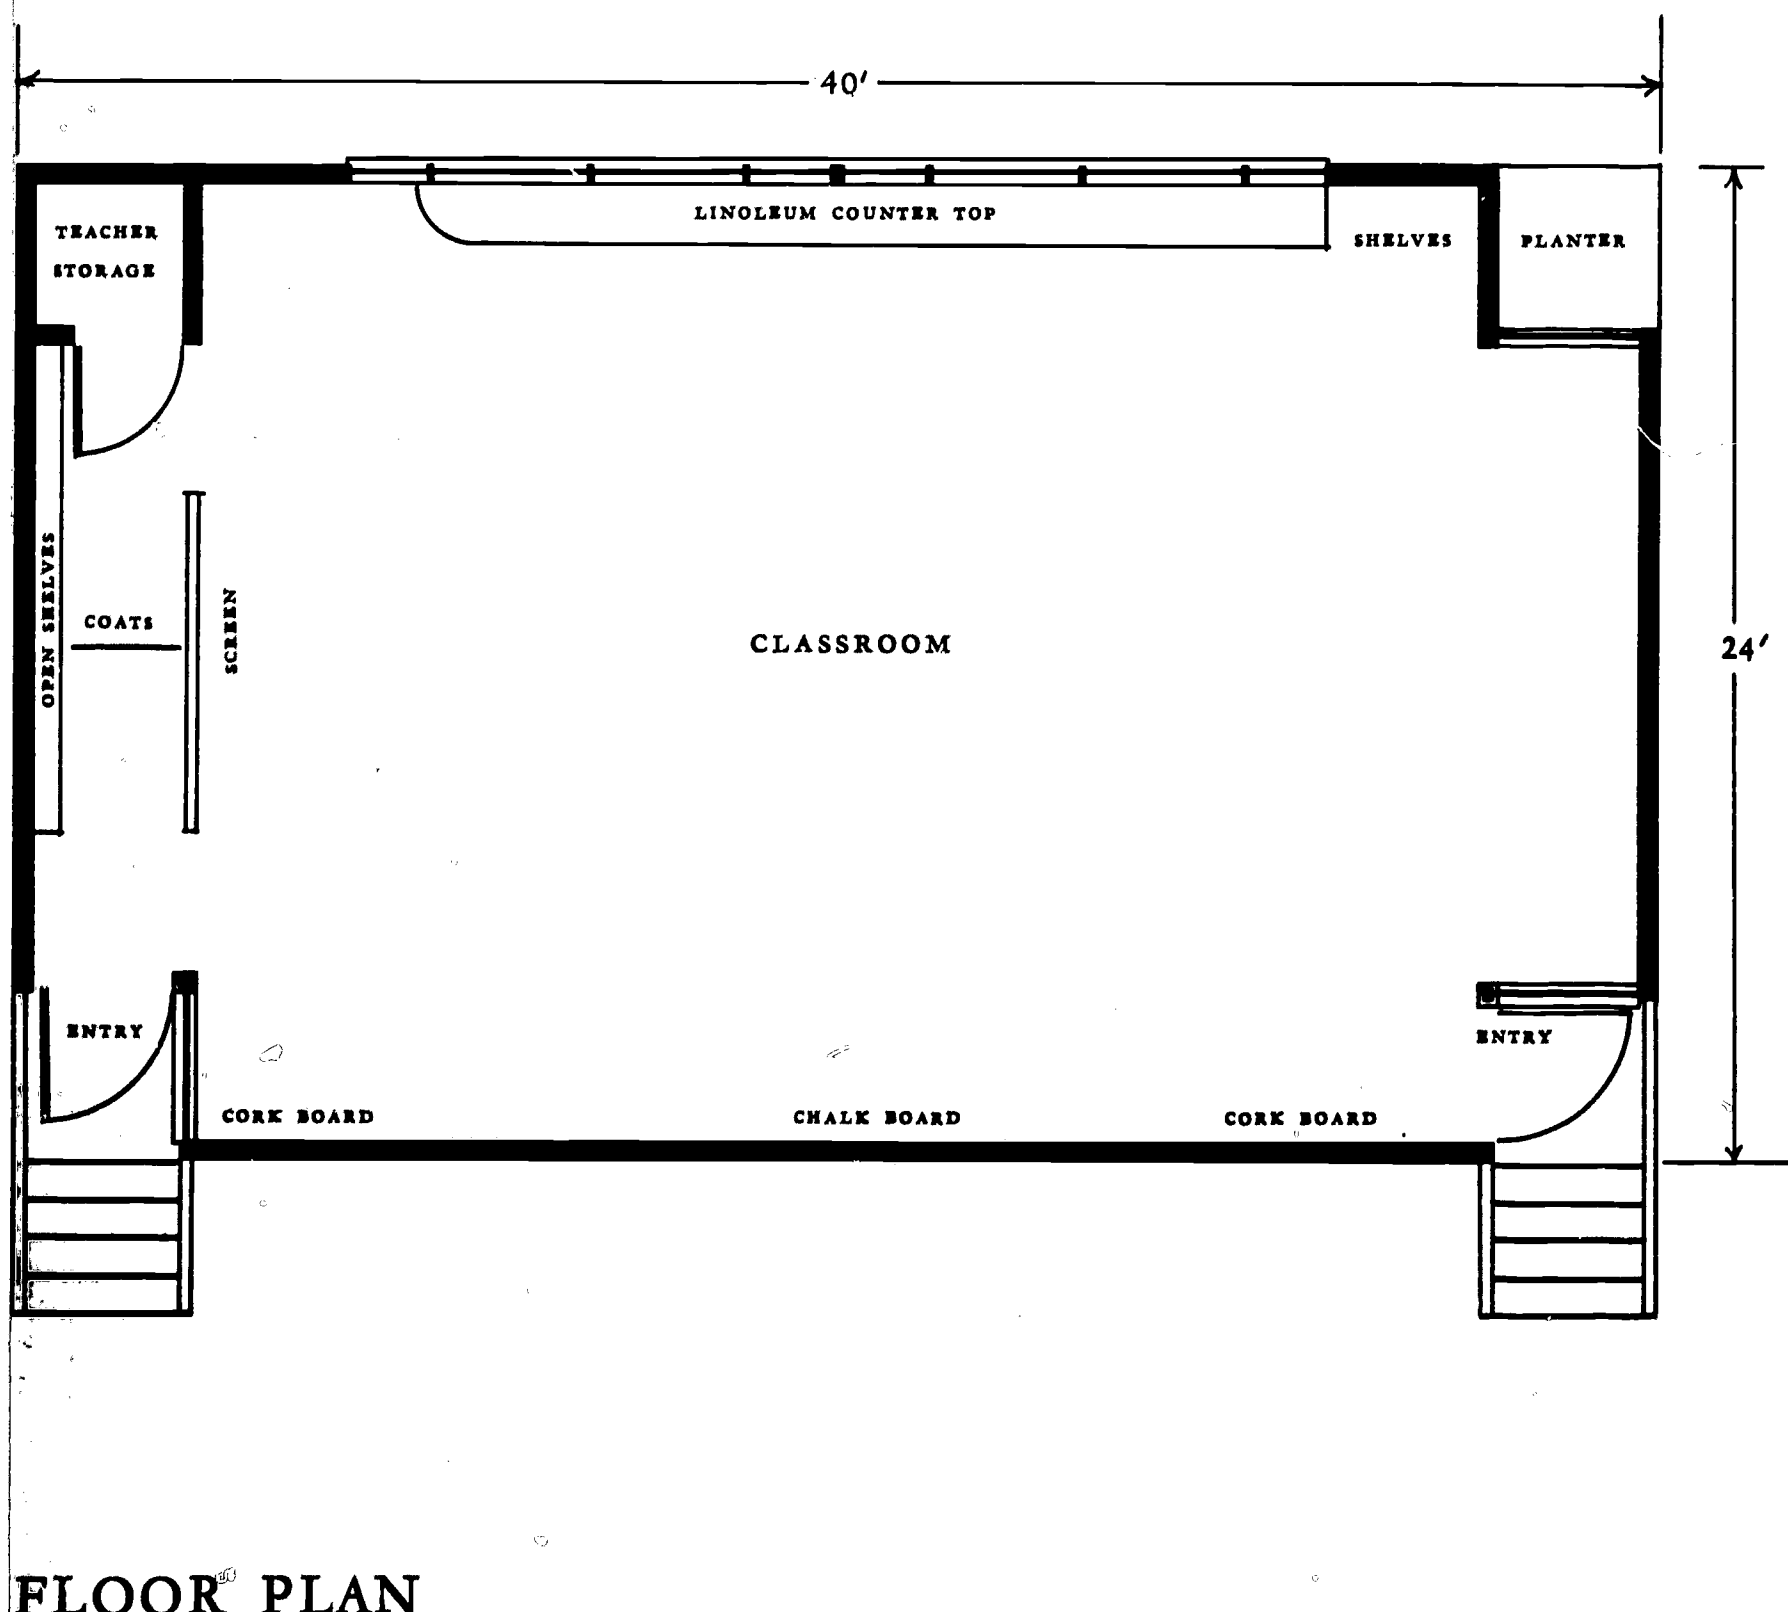 40'
LINOLEUM COUNTER TOP
TEACHER
STORAGE
SHELVES
PLANTER
OPEN SHELVES
COATS
SCREEN
CLASSROOM
24'
ENTRY
ENTRY
CORK BOARD
CHALK BOARD
CORK BOARD
FLOOR PLAN